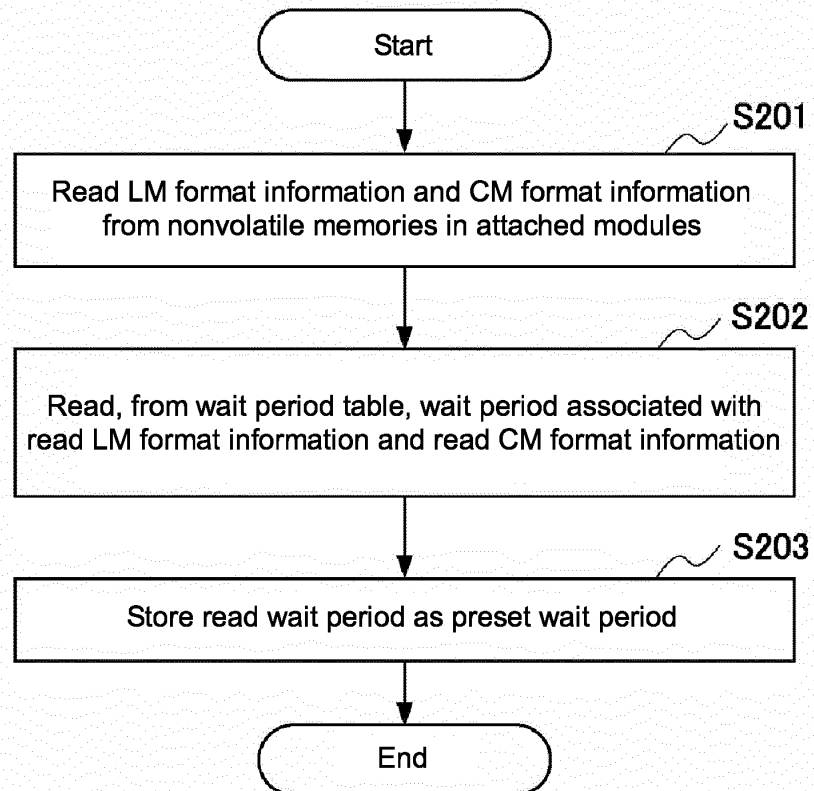 Start
S201
Read LM format information and CM format information
from nonvolatile memories in attached modules
S202
Read, from wait period table, wait period associated with
read LM format information and read CM format information
S203
Store read wait period as preset wait period
End